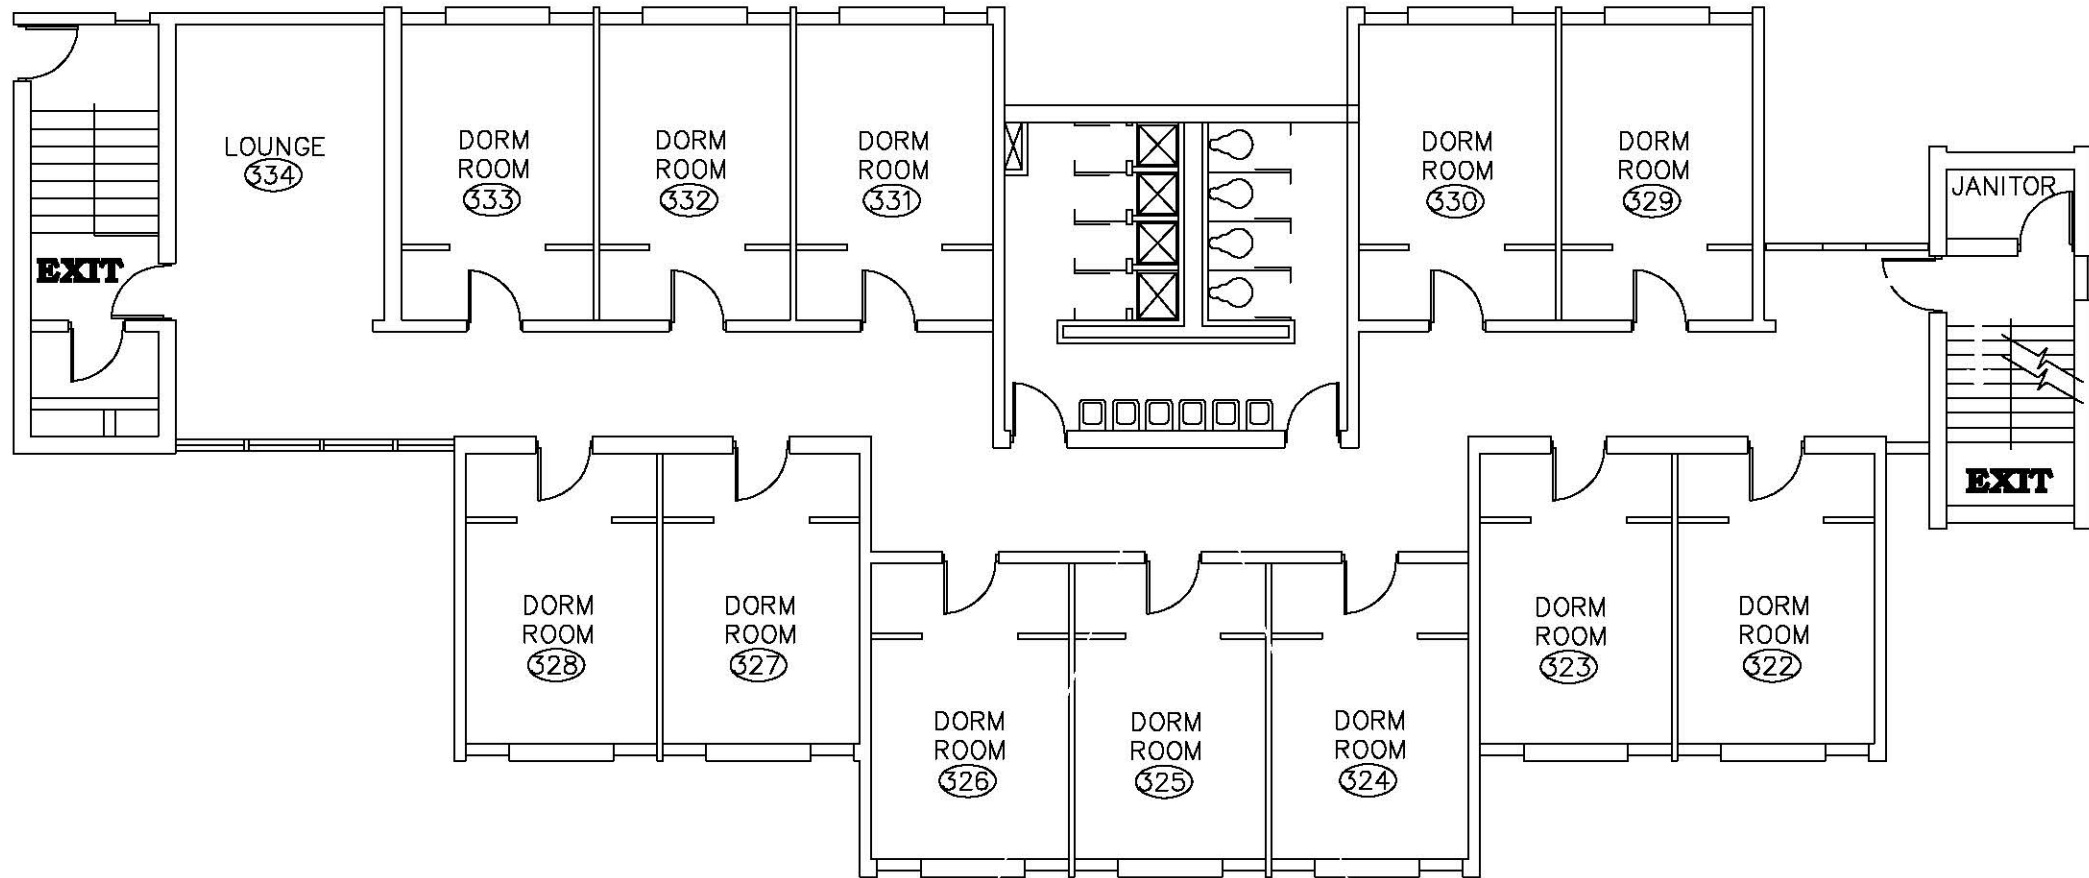 LOUNGE
334
DORM
ROOM
333
DORM
ROOM
332
DORM
ROOM
331
DORM
ROOM
330
DORM
ROOM
329
JANITOR
EXIT
EXIT
DORM
ROOM
328
DORM
ROOM
327
DORM
ROOM
326
DORM
ROOM
325
DORM
ROOM
324
DORM
ROOM
323
DORM
ROOM
322